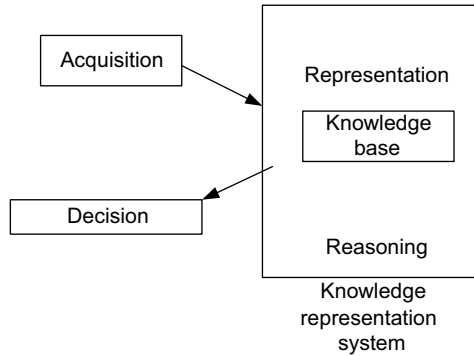 Acquisition
Representation
Knowledge
base
Decision
Reasoning
Knowledge
representation
system